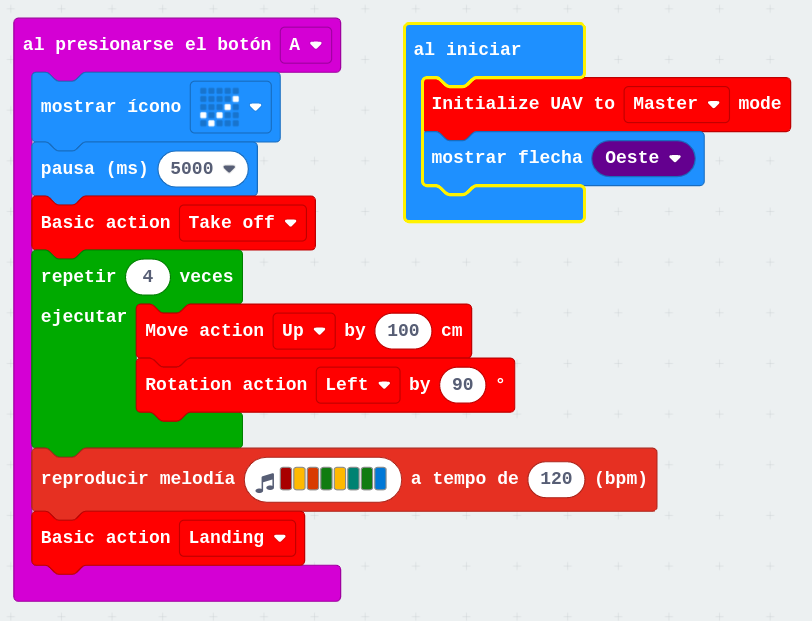 al presionarse el botón A
mostrar ícono
pausa (ms) 5000
Basic action Take off
repetir 4 veces
ejecutar
Move action Up by 100 cm
Rotation action Left by 90 °
reproducir melodía a tempo de 120 (bpm)
Basic action Landing
al iniciar
Initialize UAV to Master mode
mostrar flecha Oeste